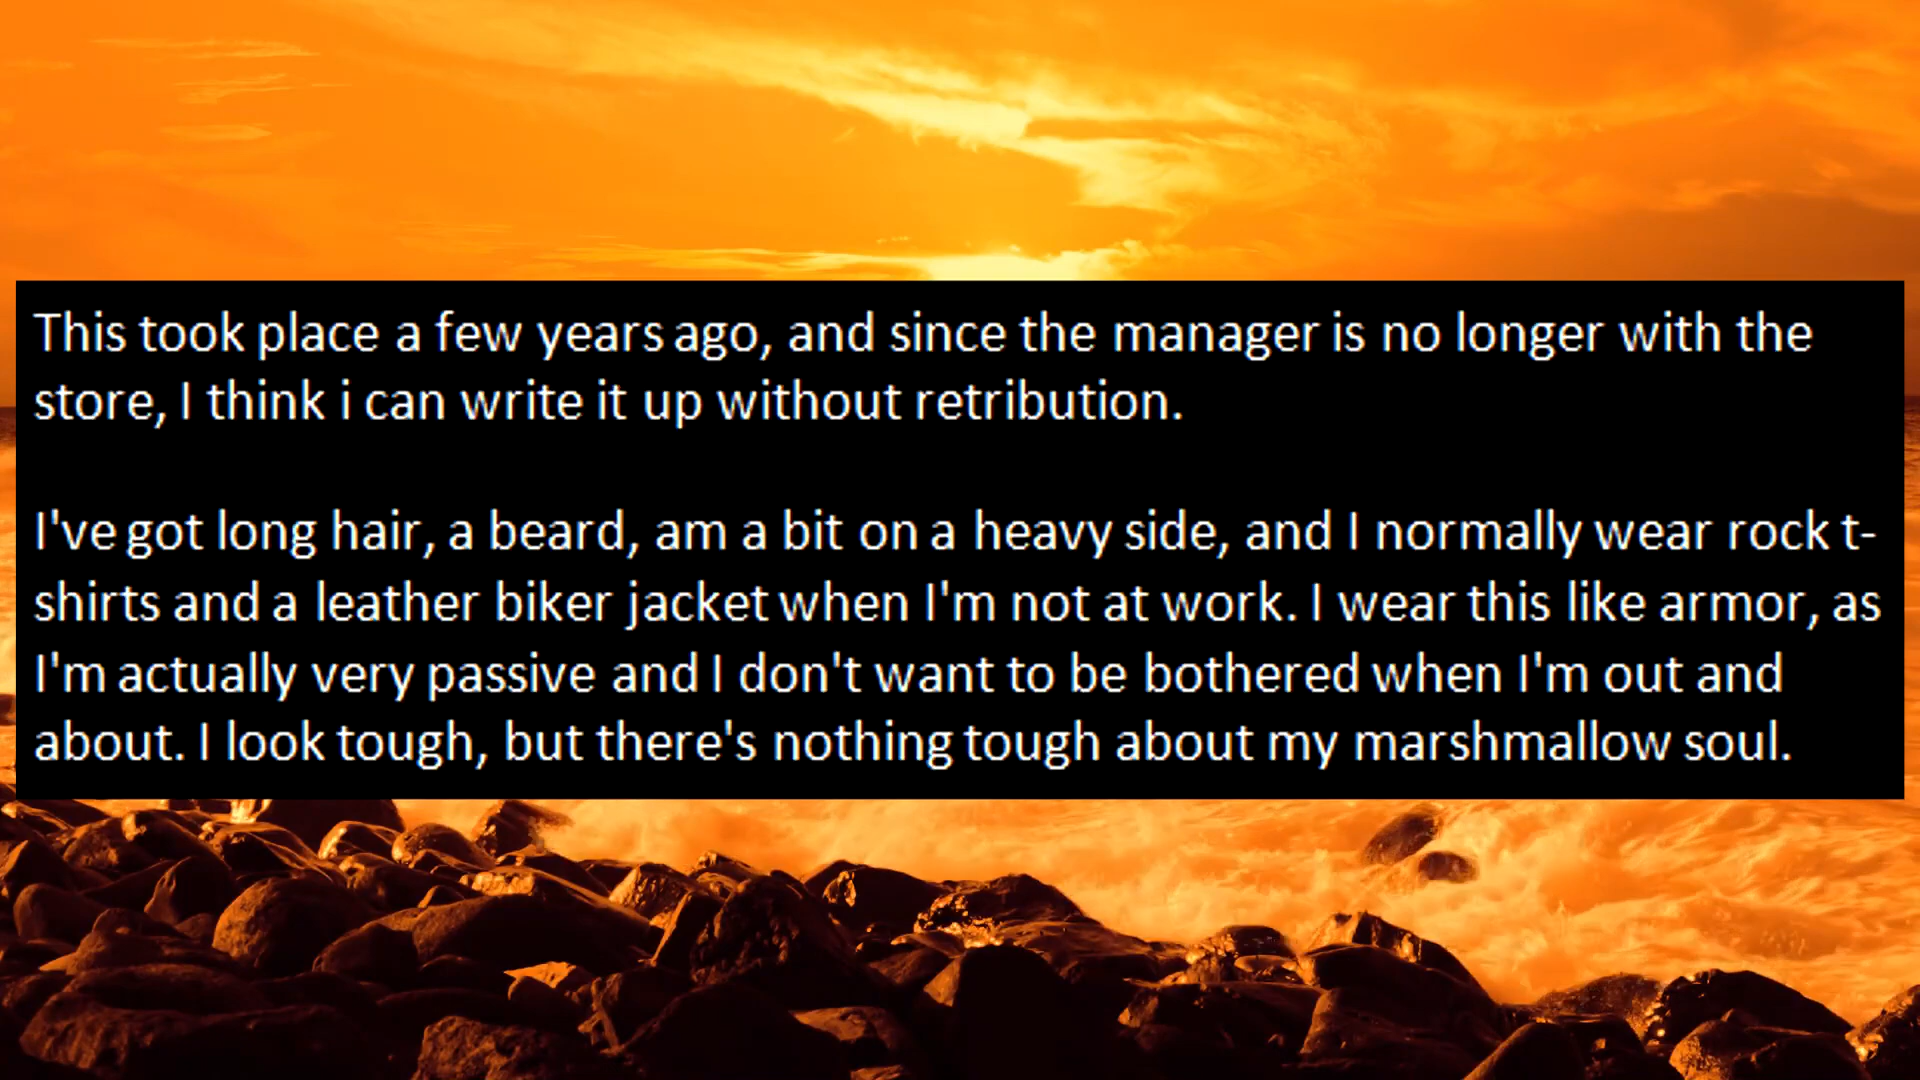 This took place a few years ago, and since the manager is no longer with the
store, I think i can write it up without retribution.
I've got long hair, a beard, am a bit on a heavy side, and I normally wear rock t-
shirts and a leather biker jacket when I'm not at work. I wear this like armor, as
I'm actually very passive and I don't want to be bothered when I'm out and
about. I look tough, but there's nothing tough about my marshmallow soul.